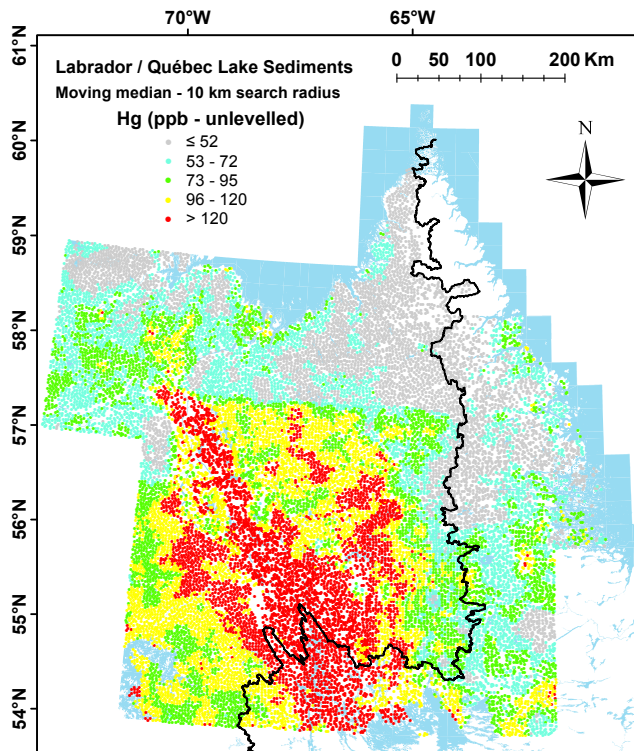 70°W 65°W
61°N
60°N
59°N
58°N
57°N
56°N
55°N
54°N
Labrador / Québec Lake Sediments
Moving median - 10 km search radius
Hg (ppb - unlevelled)
≤ 52
53 - 72
73 - 95
96 - 120
> 120
0 50 100 200 Km
N